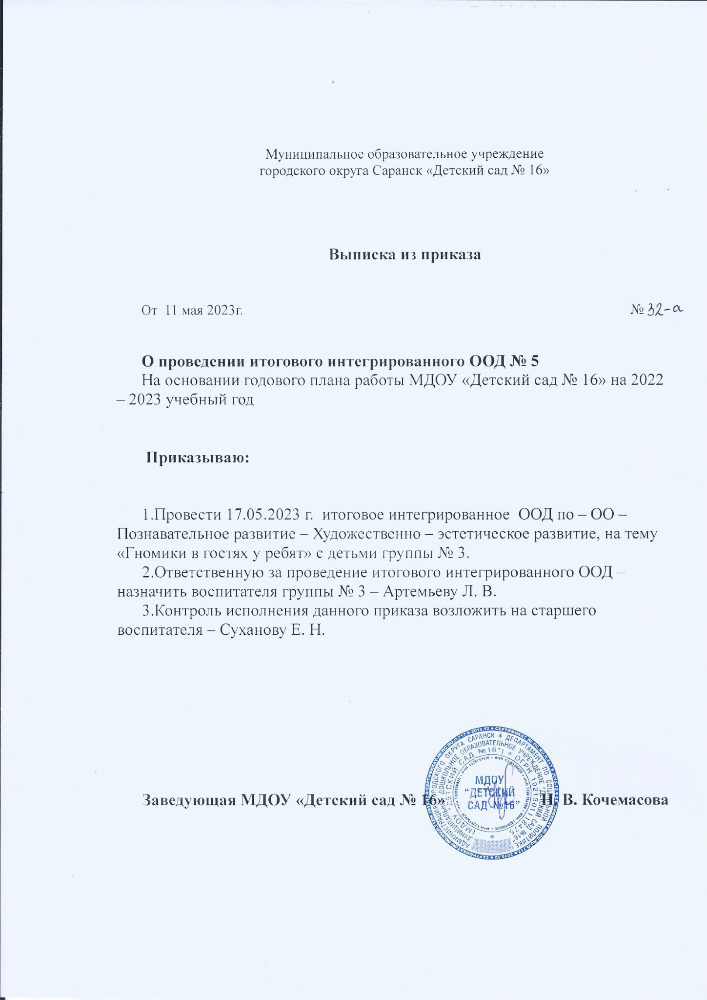 Муниципальное образовательное учреждение
городского округа Саранск «Детский сад № 16»
Выписка из приказа
От 11 мая 2023г. № 32-а
О проведении итогового интегрированного ООД № 5
На основании годового плана работы МДОУ «Детский сад № 16» на 2022
– 2023 учебный год
Приказываю:
1.Провести 17.05.2023 г. итоговое интегрированное ООД по – ОО –
Познавательное развитие – Художественно – эстетическое развитие, на тему
«Гномики в гостях у ребят» с детьми группы № 3.
2.Ответственную за проведение итогового интегрированного ООД –
назначить воспитателя группы № 3 – Артемьеву Л. В.
3.Контроль исполнения данного приказа возложить на старшего
воспитателя – Суханову Е. Н.
Заведующая МДОУ «Детский сад № 16» Н. В. Кочемасова
МДОУ
“ДЕТСКИЙ
САД №16”
АДМИНИСТРАЦИЯ ГОРОДСКОГО ОКРУГА САРАНСК * ДЕПАРТАМЕНТ ПО СОЦИАЛЬНОЙ ПОЛИТИКЕ
МУНИЦИПАЛЬНОЕ ДОШКОЛЬНОЕ ОБРАЗОВАТЕЛЬНОЕ УЧРЕЖДЕНИЕ "ДЕТСКИЙ САД №16"
(МДОУ "ДЕТСКИЙ САД №16") * ОГРН 1021301118475